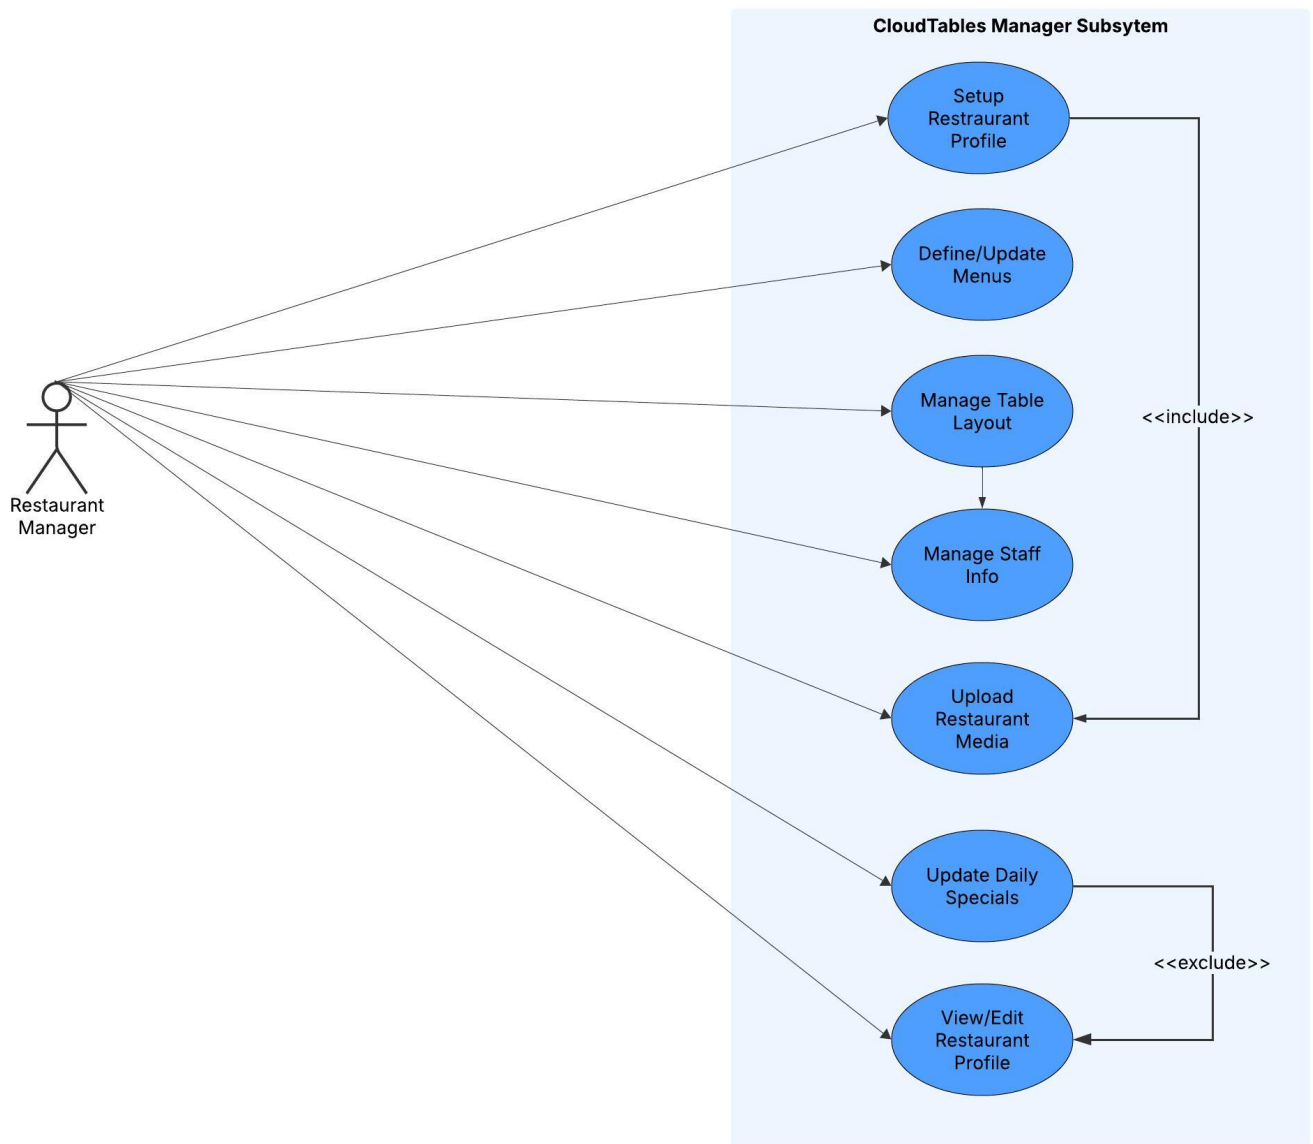 CloudTables Manager Subsytem
Setup
Restraurant
Profile
Define/Update
Menus
Manage Table
Layout
<<include>>
Restaurant
Manager
Manage Staff
Info
Upload
Restaurant
Media
Update Daily
Specials
<<exclude>>
View/Edit
Restaurant
Profile